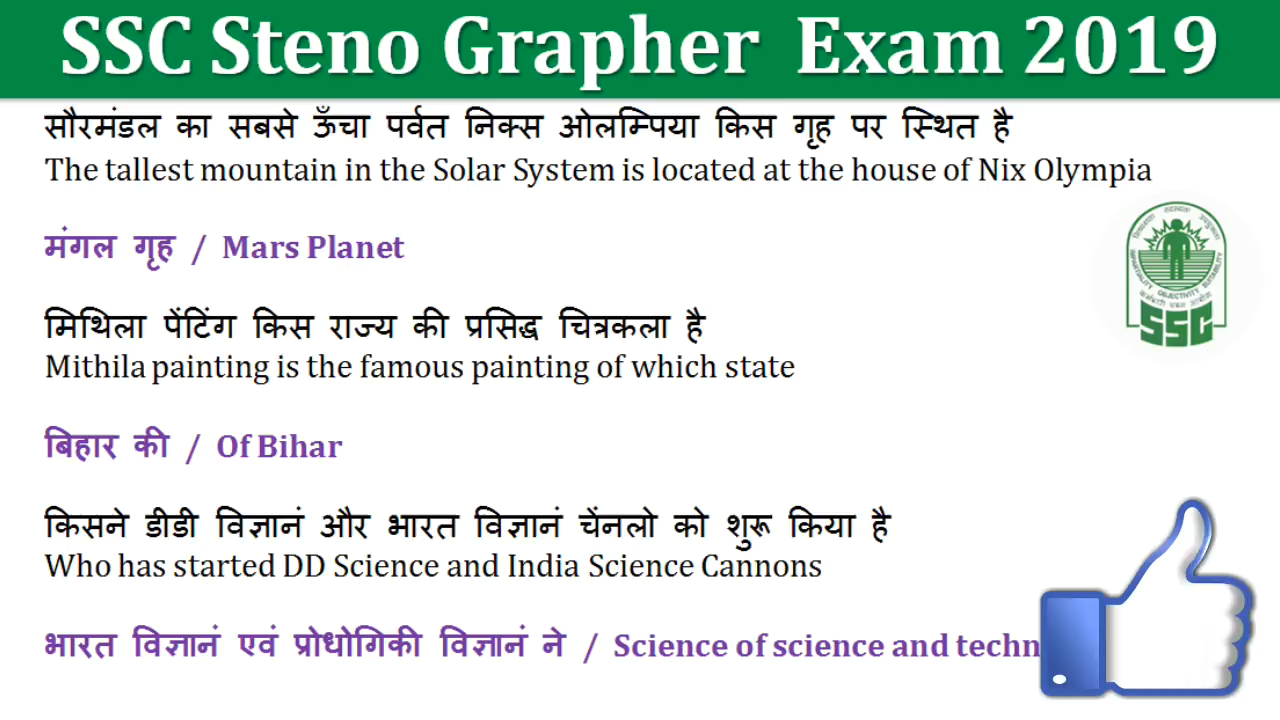 SSC Steno Grapher Exam 2019
सौरमंडल का सबसे ऊँचा पर्वत निक्स ओलम्पिया किस गृह पर स्थित है
The tallest mountain in the Solar System is located at the house of Nix Olympia
मंगल गृह / Mars Planet
मिथिला पेंटिंग किस राज्य की प्रसिद्ध चित्रकला है
Mithila painting is the famous painting of which state
बिहार की / Of Bihar
किसने डीडी विज्ञानं और भारत विज्ञानं चेंनलो को शुरू किया है
Who has started DD Science and India Science Cannons
भारत विज्ञानं एवं प्रोधोगिकी विज्ञानं ने / Science of science and techn
SSC